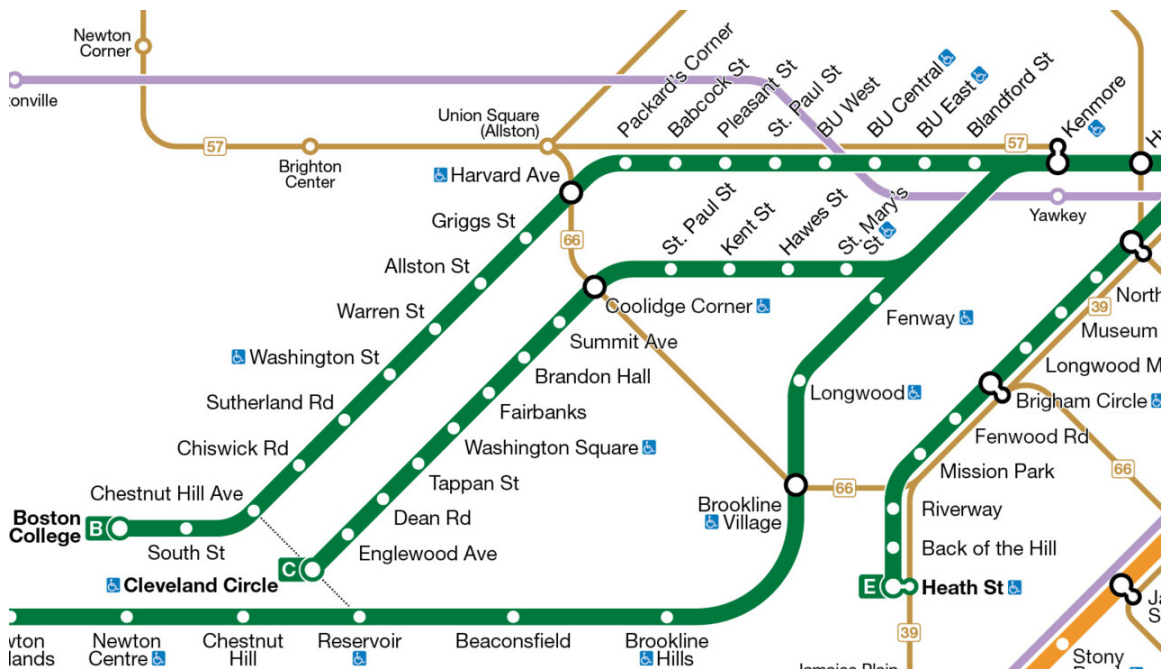 Newton
Corner
onville
57
Union Square
(Allston)
Brighton
Center
Packard's Corner
Babcock St
Pleasant St
St. Paul St
BU West
BU Central
BU East
Blandford St
57
Kenmore
Yawkey
Harvard Ave
Griggs St
Allston St
Warren St
Washington St
Sutherland Rd
Chiswick Rd
Chestnut Hill Ave
Boston
College
B
South St
66
St. Paul St
Kent St
Hawes St
St. Mary's
St
Coolidge Corner
Summit Ave
Brandon Hall
Fairbanks
Washington Square
Tappan St
Dean Rd
Englewood Ave
C
Cleveland Circle
Fenway
Longwood
Brookline
Village
66
North
39
Museum
Longwood M
Brigham Circle
Fenwood Rd
Mission Park
66
Riverway
Back of the Hill
E
Heath St
39
Newton
Centre
Chestnut
Hill
Reservoir
Beaconsfield
Brookline
Hills
Stony